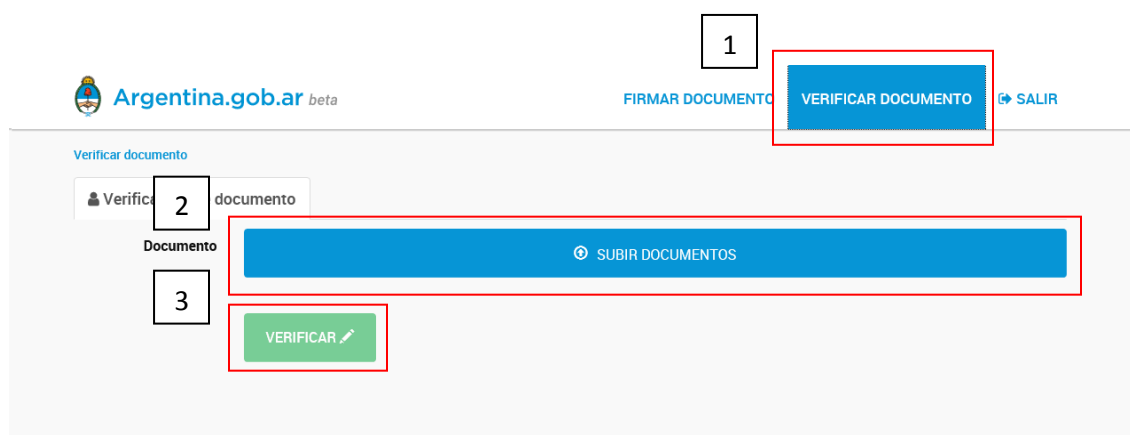 1
Argentina.gob.ar beta
FIRMAR DOCUMENTO
VERIFICAR DOCUMENTO
SALIR
Verificar documento
2
documento
Documento
SUBIR DOCUMENTOS
3
VERIFICAR